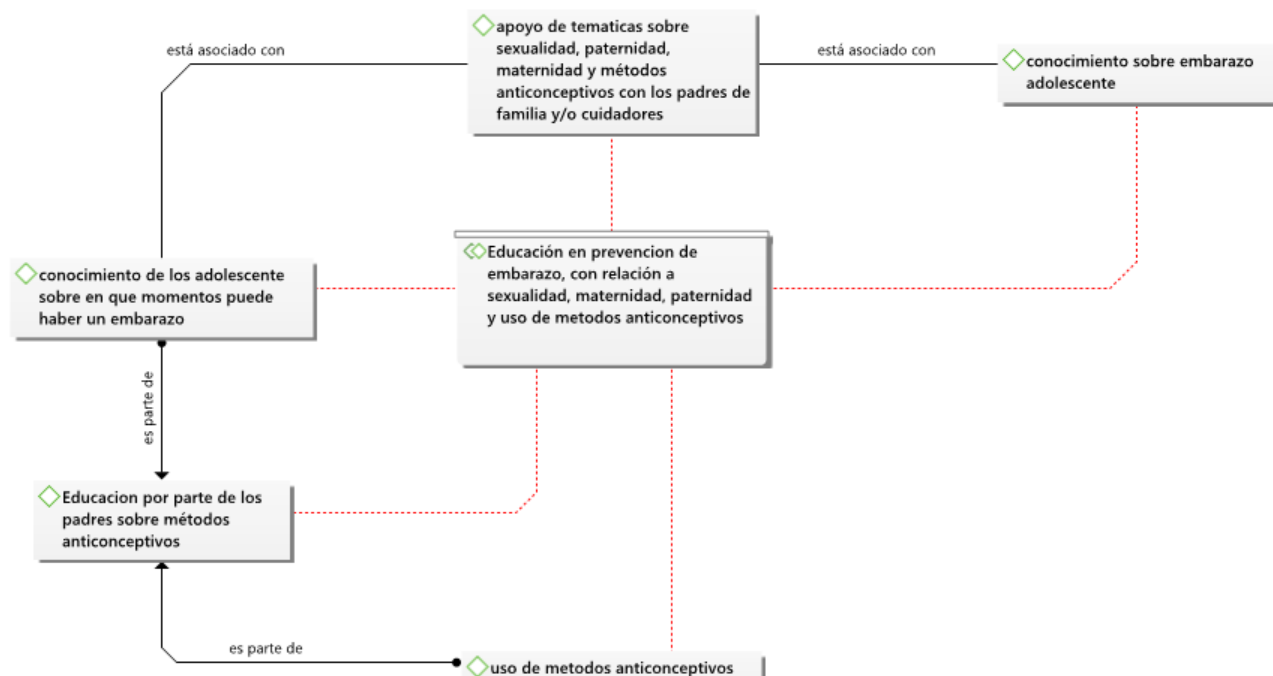 apoyo de tematicas sobre
sexualidad, paternidad,
maternidad y métodos
anticonceptivos con los padres de
familia y/o cuidadores
está asociado con
está asociado con
conocimiento sobre embarazo
adolescente
Educación en prevencion de
embarazo, con relación a
sexualidad, maternidad, paternidad
y uso de metodos anticonceptivos
conocimiento de los adolescente
sobre en que momentos puede
haber un embarazo
es parte de
Educacion por parte de los
padres sobre métodos
anticonceptivos
es parte de
uso de metodos anticonceptivos